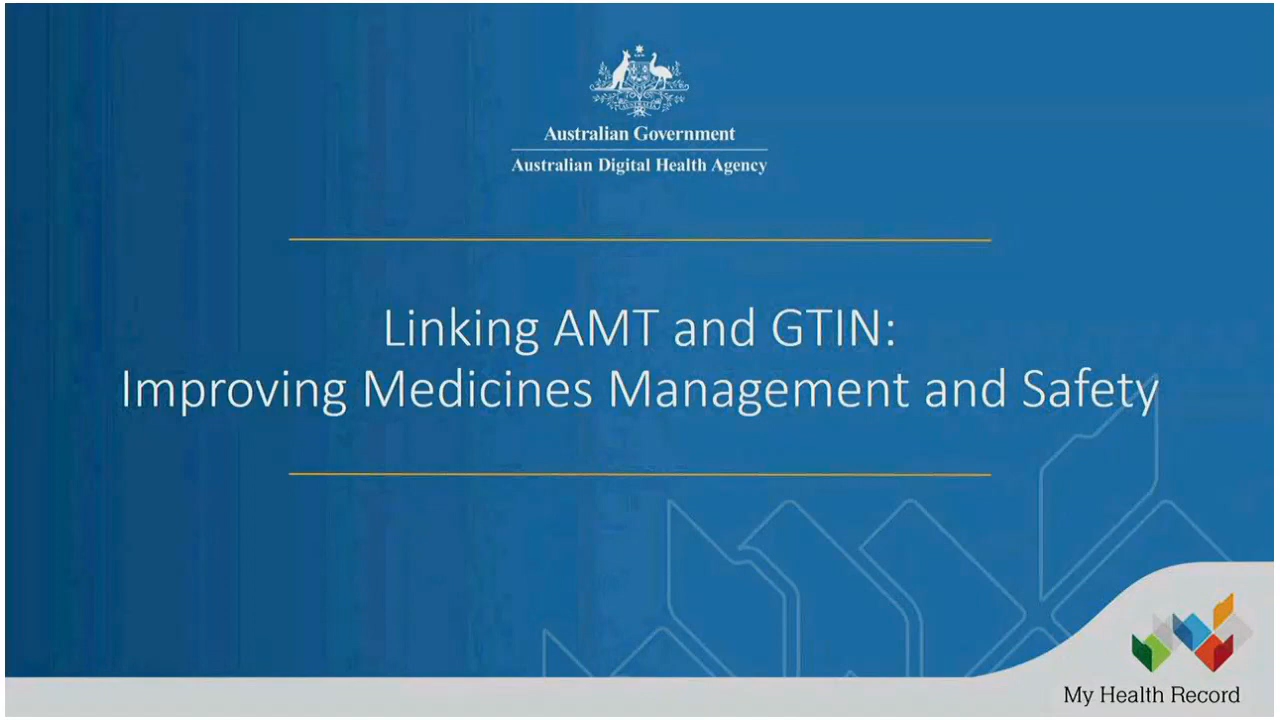 Australian Government
Australian Digital Health Agency
Linking AMT and GTIN:
Improving Medicines Management and Safety
My Health Record